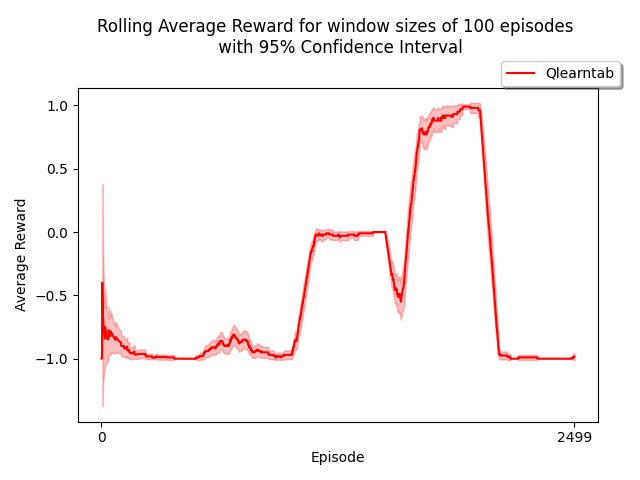 Rolling Average Reward for window sizes of 100 episodes
with 95% Confidence Interval
Qlearntab
1.0
0.5
0.0
−0.5
−1.0
Average Reward
0
2499
Episode